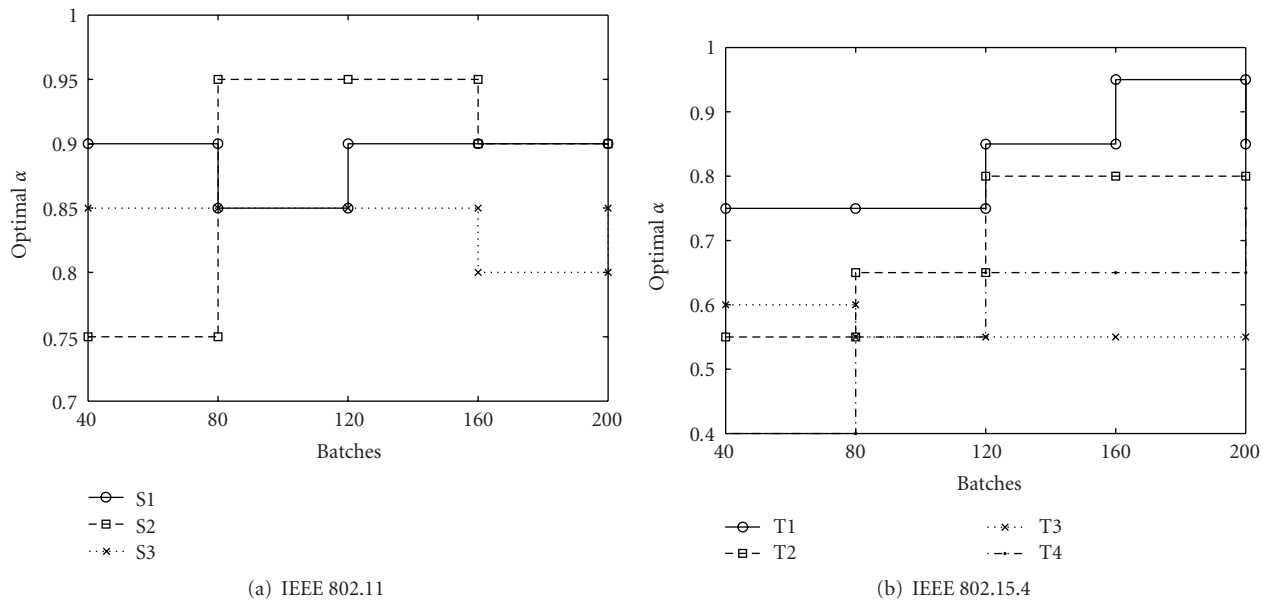 1
0.95
0.9
0.85
0.8
0.75
0.7
Optimal α
40 80 120 160 200
Batches
S1
S2
S3
(a) IEEE 802.11
1
0.9
0.8
0.7
0.6
0.5
0.4
Optimal α
40 80 120 160 200
Batches
T1
T2
T3
T4
(b) IEEE 802.15.4